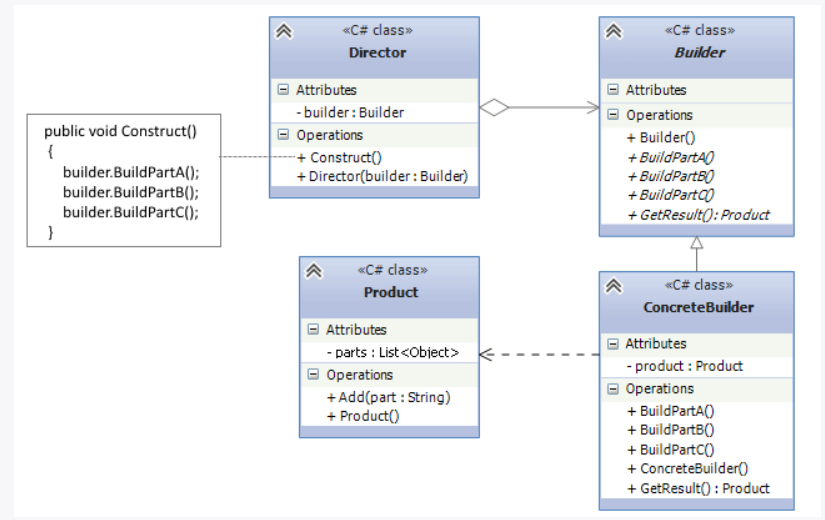 «C# class»
Director
Attributes
- builder : Builder
Operations
+ Construct()
+ Director(builder : Builder)
«C# class»
Builder
Attributes
Operations
+ Builder()
+ BuildPartA()
+ BuildPartB()
+ BuildPartC()
+ GetResult() : Product
public void Construct()
{
builder.BuildPartA();
builder.BuildPartB();
builder.BuildPartC();
}
«C# class»
Product
Attributes
- parts : List<Object>
Operations
+ Add(part : String)
+ Product()
«C# class»
ConcreteBuilder
Attributes
- product : Product
Operations
+ BuildPartA()
+ BuildPartB()
+ BuildPartC()
+ ConcreteBuilder()
+ GetResult() : Product